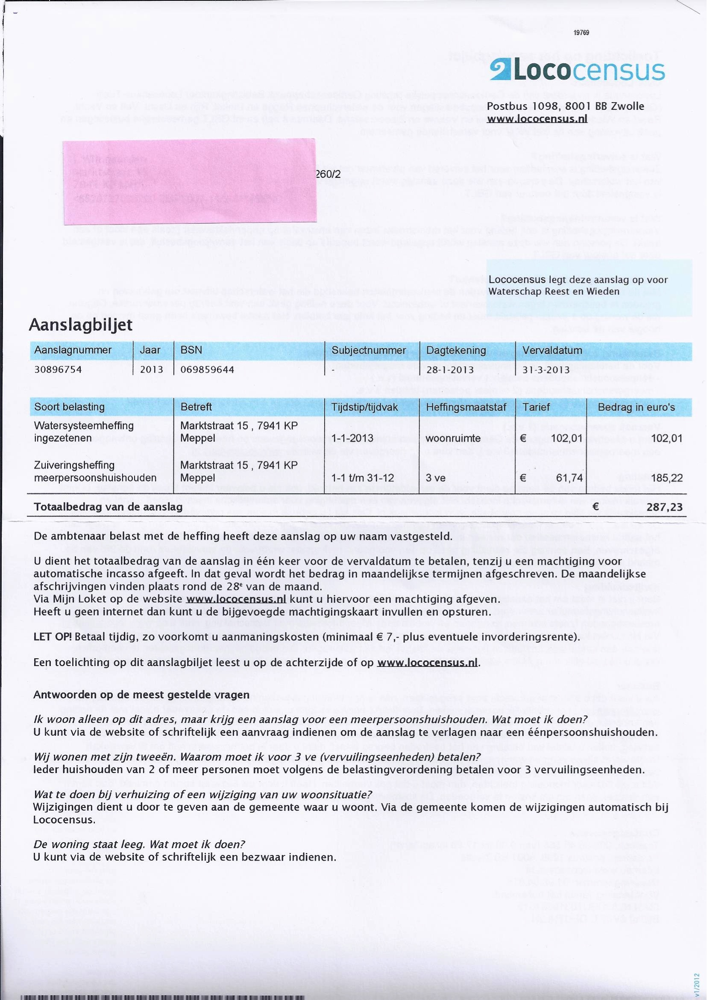 19769
Lococensus
Postbus 1098, 8001 BB Zwolle
www.lococensus.nl
260/2
Lococensus legt deze aanslag op voor
Waterschap Reest en Wieden
Aanslagbiljet
Aanslagnummer Jaar BSN Subjectnummer Dagtekening Vervaldatum
30896754 2013 069859644 - 28-1-2013 31-3-2013
Soort belasting Betreft Tijdstip/tijdvak Heffingsmaatstaf Tarief Bedrag in euro's
Watersysteemheffing Marktstraat 15 , 7941 KP
ingezetenen Meppel 1-1-2013 woonruimte € 102,01 102,01
Zuiveringsheffing Marktstraat 15 , 7941 KP
meerpersoonshuishouden Meppel 1-1 t/m 31-12 3 ve € 61,74 185,22
Totaalbedrag van de aanslag € 287,23
De ambtenaar belast met de heffing heeft deze aanslag op uw naam vastgesteld.
U dient het totaalbedrag van de aanslag in één keer voor de vervaldatum te betalen, tenzij u een machtiging voor
automatische incasso afgeeft. In dat geval wordt het bedrag in maandelijkse termijnen afgeschreven. De maandelijkse
afschrijvingen vinden plaats rond de 28e van de maand.
Via Mijn Loket op de website www.lococensus.nl kunt u hiervoor een machtiging afgeven.
Heeft u geen internet dan kunt u de bijgevoegde machtigingskaart invullen en opsturen.
LET OP! Betaal tijdig, zo voorkomt u aanmaningskosten (minimaal € 7,- plus eventuele invorderingsrente).
Een toelichting op dit aanslagbiljet leest u op de achterzijde of op www.lococensus.nl.
Antwoorden op de meest gestelde vragen
Ik woon alleen op dit adres, maar krijg een aanslag voor een meerpersoonshuishouden. Wat moet ik doen?
U kunt via de website of schriftelijk een aanvraag indienen om de aanslag te verlagen naar een éénpersoonshuishouden.
Wij wonen met zijn tweeën. Waarom moet ik voor 3 ve (vervuilingseenheden) betalen?
Ieder huishouden van 2 of meer personen moet volgens de belastingverordening betalen voor 3 vervuilingseenheden.
Wat te doen bij verhuizing of een wijziging van uw woonsituatie?
Wijzigingen dient u door te geven aan de gemeente waar u woont. Via de gemeente komen de wijzigingen automatisch bij
Lococensus.
De woning staat leeg. Wat moet ik doen?
U kunt via de website of schriftelijk een bezwaar indienen.
v1/2012